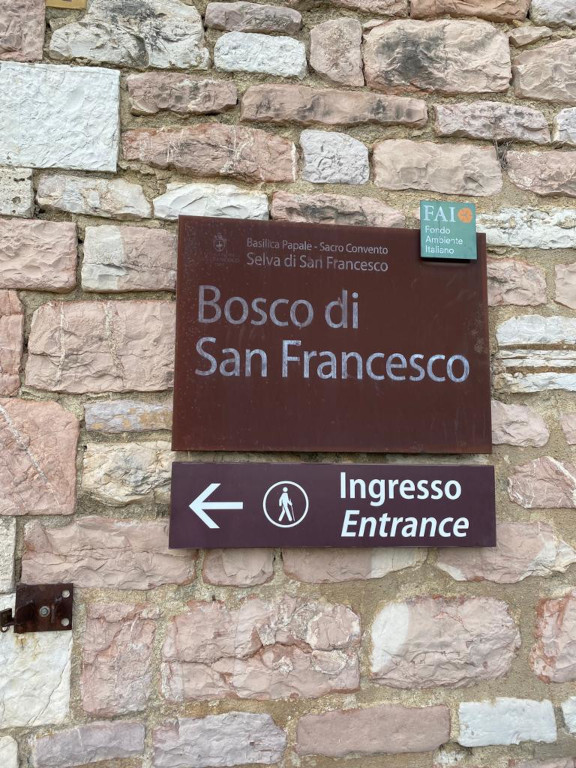 FAI
Fondo
Ambiente
Italiano
Basilica Papale - Sacro Convento
Selva di San Francesco
Bosco di
San Francesco
Ingresso
Entrance